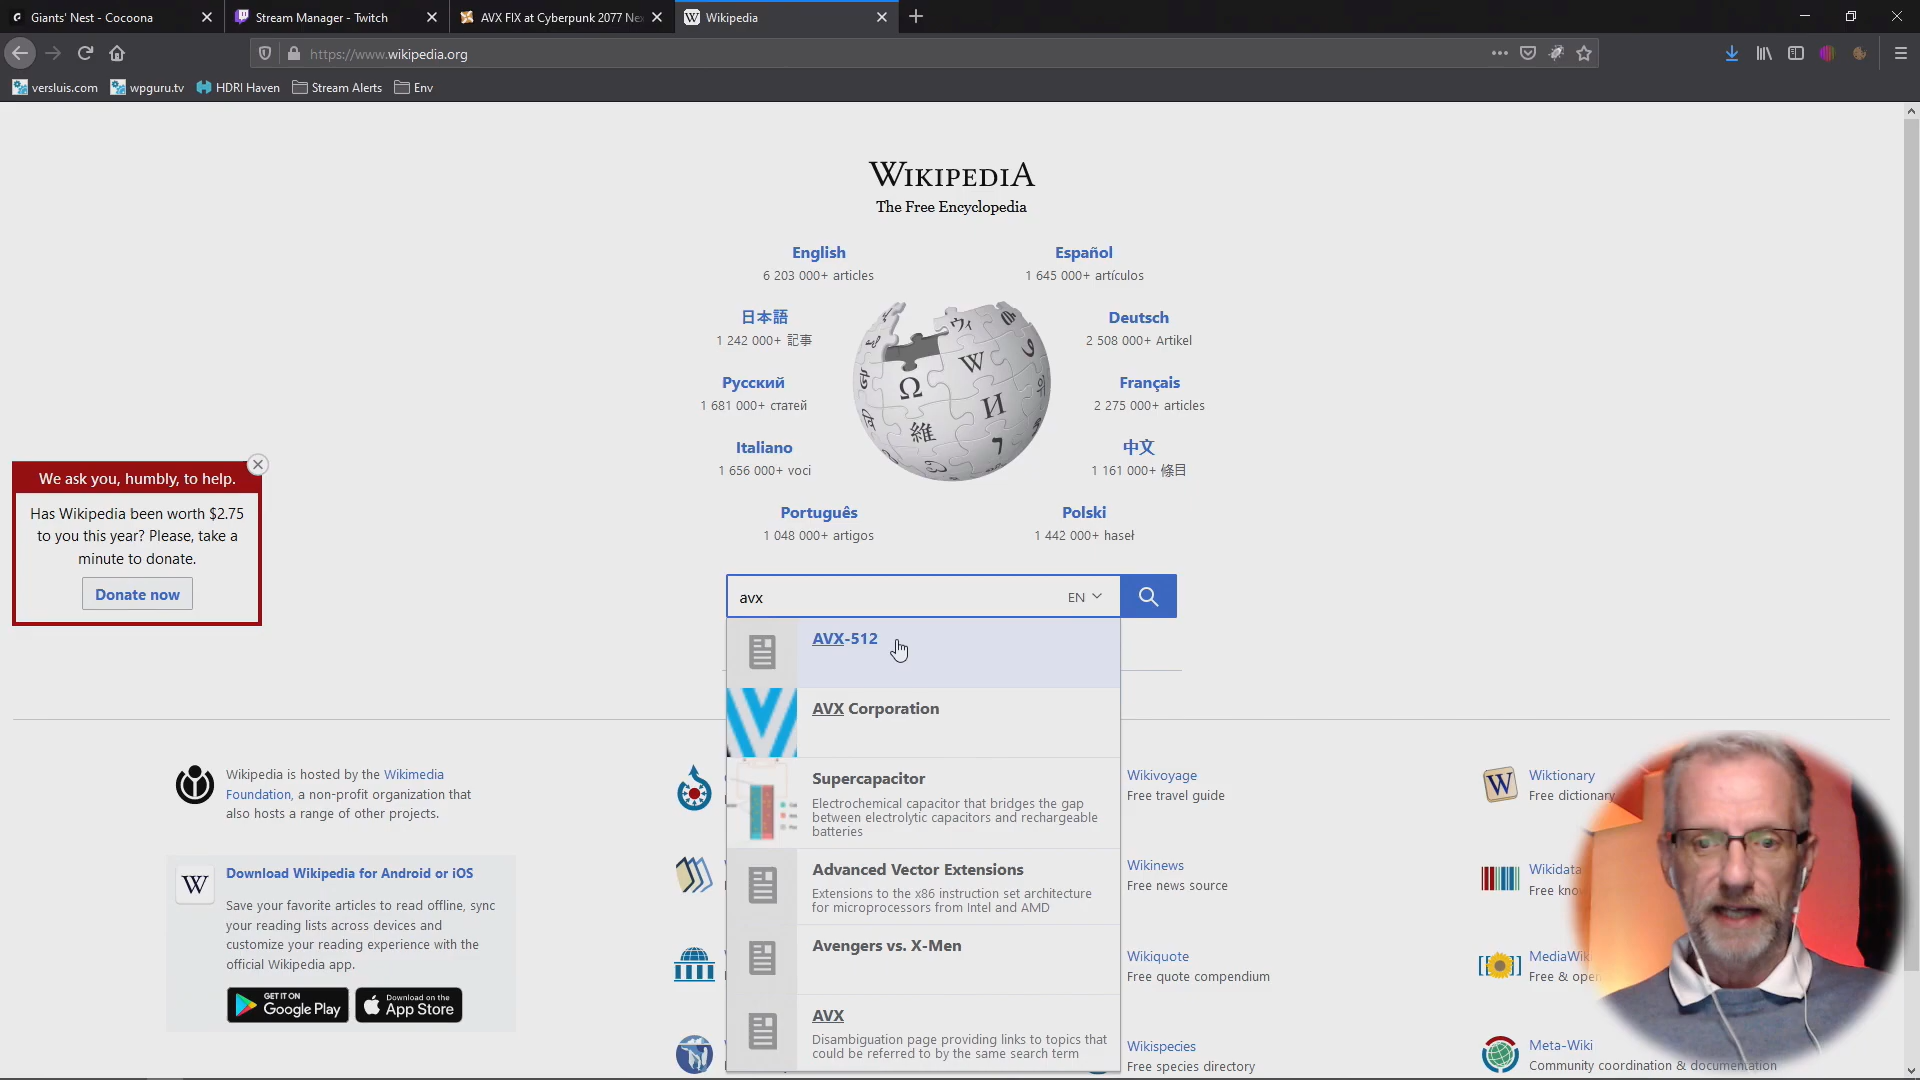 Giants' Nest - Cocoona
Stream Manager - Twitch
AVX FIX at Cyberpunk 2077 Nex
Wikipedia
https://www.wikipedia.org
versluis.com
wpguru.tv
HDRI Haven
Stream Alerts
Env
WIKIPEDIA
The Free Encyclopedia
English
6 203 000+ articles
Español
1 645 000+ artículos
日本語
1 242 000+ 記事
Deutsch
2 508 000+ Artikel
Русский
1 681 000+ статей
Français
2 275 000+ articles
Italiano
1 656 000+ voci
中文
1 161 000+ 條目
Português
1 048 000+ artigos
Polski
1 442 000+ haseł
We ask you, humbly, to help.
Has Wikipedia been worth $2.75
to you this year? Please, take a
minute to donate.
Donate now
avx
EN
AVX-512
AVX Corporation
Supercapacitor
Electrochemical capacitor that bridges the gap
between electrolytic capacitors and rechargeable
batteries
Advanced Vector Extensions
Extensions to the x86 instruction set architecture
for microprocessors from Intel and AMD
Avengers vs. X-Men
AVX
Disambiguation page providing links to topics that
could be referred to by the same search term
Wikipedia is hosted by the Wikimedia
Foundation, a non-profit organization that
also hosts a range of other projects.
Download Wikipedia for Android or iOS
Save your favorite articles to read offline, sync
your reading lists across devices and
customize your reading experience with the
official Wikipedia app.
GET IT ON
Google Play
Download on the
App Store
Wikivoyage
Free travel guide
Wiktionary
Free dictionary
Wikinews
Free news source
Wikidata
Free
Wikiquote
Free quote compendium
Free &
Wikispecies
Free species directory
Meta-Wiki
Community coordination & documentation